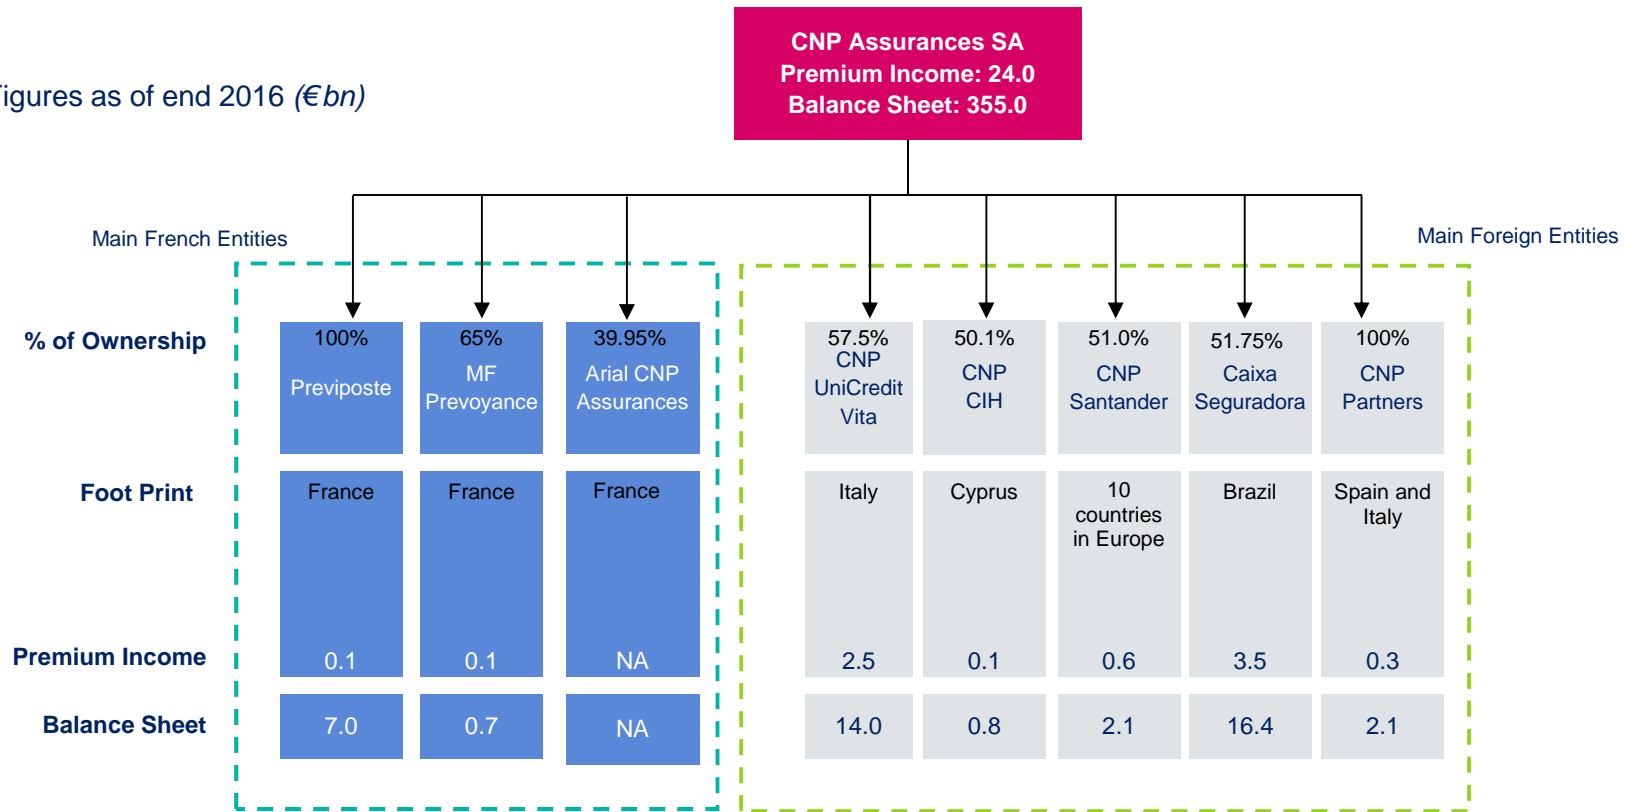 CNP Assurances SA
Premium Income: 24.0
Balance Sheet: 355.0
igures as of end 2016 (€bn)
Main French Entities
Main Foreign Entities
% of Ownership
100%
Previposte
65%
MF
Prevoyance
39.95%
Arial CNP
Assurances
57.5%
CNP
UniCredit
Vita
50.1%
CNP
CIH
51.0%
CNP
Santander
51.75%
Caixa
Seguradora
100%
CNP
Partners
Foot Print
France
France
France
Italy
Cyprus
10
countries
in Europe
Brazil
Spain and
Italy
Premium Income
0.1
0.1
NA
2.5
0.1
0.6
3.5
0.3
Balance Sheet
7.0
0.7
NA
14.0
0.8
2.1
16.4
2.1